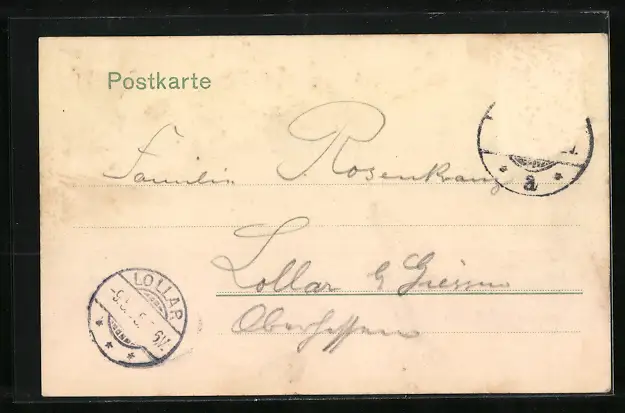 Postkarte
Familie P. Rosenkranz
Lollar b Giessen
Oberhessen
LOLLAR
a